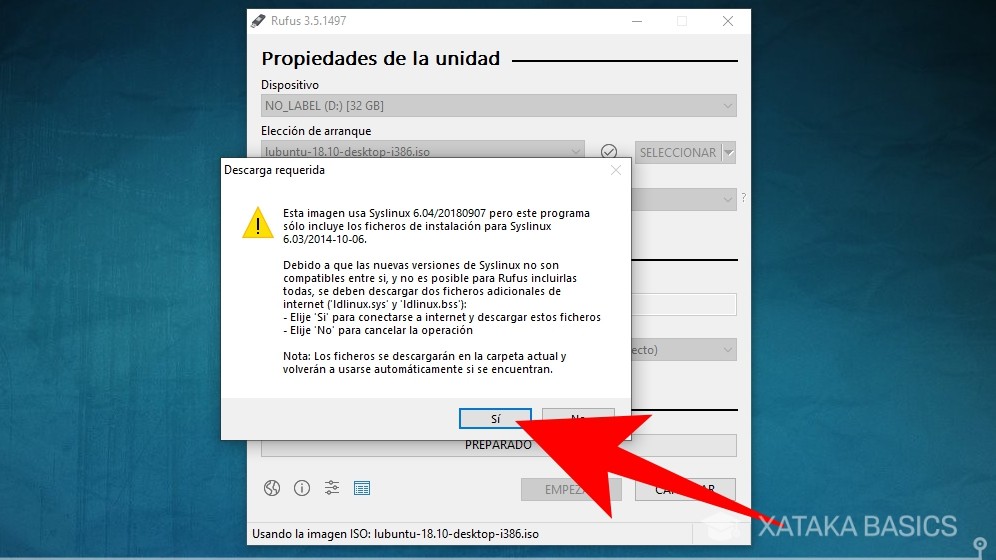 Rufus 3.5.1497
Propiedades de la unidad
Dispositivo
NO_LABEL (D:) [32 GB]
Elección de arranque
lubuntu-18.10-desktop-i386.iso
SELECCIONAR
?
Descarga requerida
Esta imagen usa Syslinux 6.04/20180907 pero este programa
sólo incluye los ficheros de instalación para Syslinux
6.03/2014-10-06.
Debido a que las nuevas versiones de Syslinux no son
compatibles entre si, y no es posible para Rufus incluirlas
todas, se deben descargar dos ficheros adicionales de
internet ('ldlinux.sys' y 'ldlinux.bss'):
- Elije 'Si' para conectarse a internet y descargar estos ficheros
- Elije 'No' para cancelar la operación
Nota: Los ficheros se descargarán en la carpeta actual y
volverán a usarse automáticamente si se encuentran.
ecto)
Sí
PREPARADO
Usando la imagen ISO: lubuntu-18.10-desktop-i386.iso
XATAKA BASICS